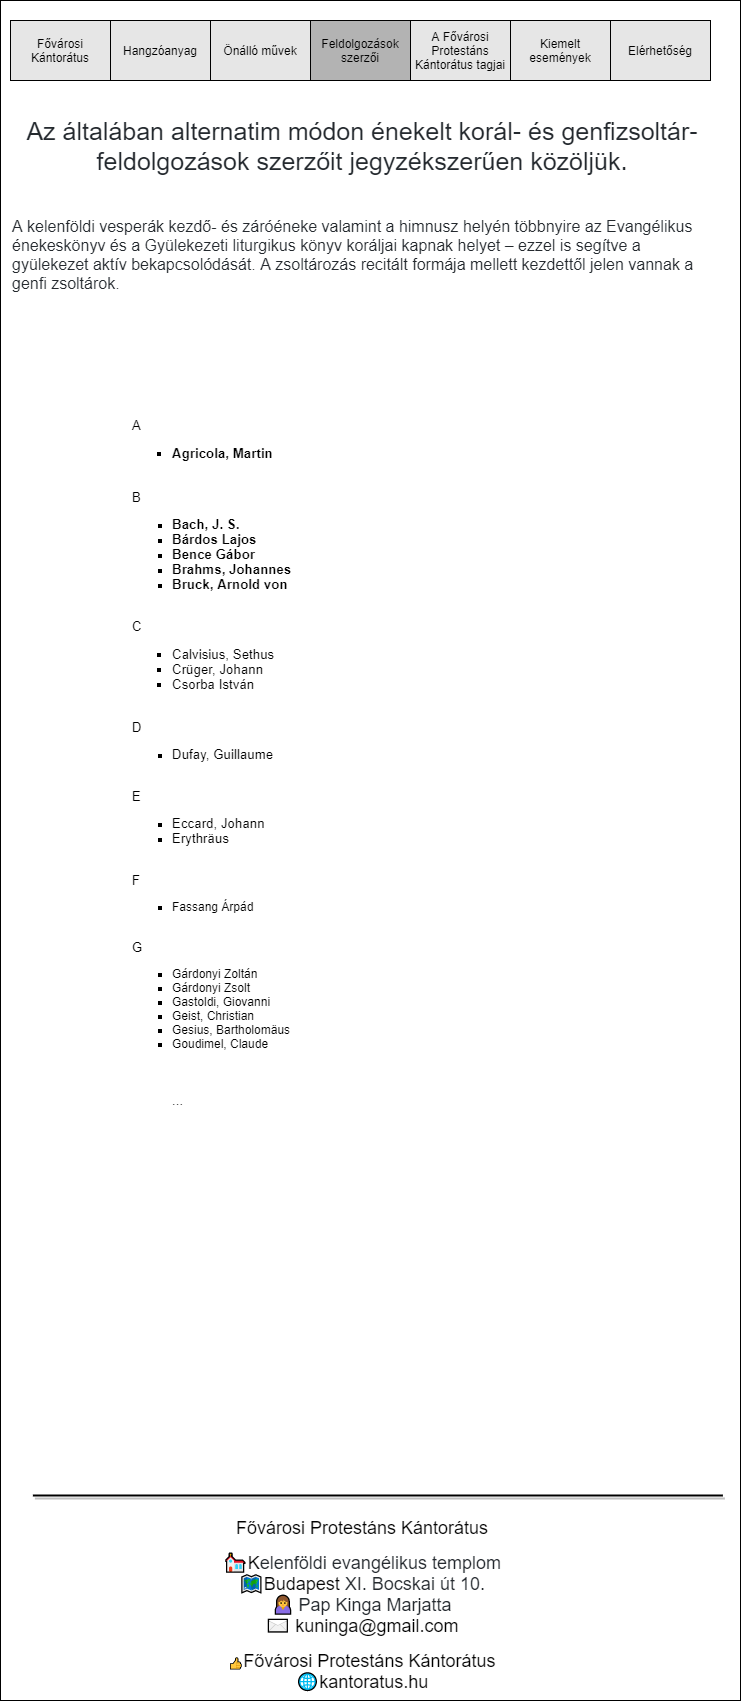 Fővárosi
Kántorátus
Hangzóanyag
Önálló művek
Feldolgozások
szerzői
A Fővárosi
Protestáns
Kántorátus tagjai
Kiemelt
események
Elérhetőség
Az általában alternatim módon énekelt korál- és genfizsoltár-
feldolgozások szerzőit jegyzékszerűen közöljük.
A kelenföldi vesperák kezdő- és záróéneke valamint a himnusz helyén többnyire az Evangélikus
énekeskönyv és a Gyülekezeti liturgikus könyv koráljai kapnak helyet – ezzel is segítve a
gyülekezet aktív bekapcsolódását. A zsoltározás recitált formája mellett kezdettől jelen vannak a
genfi zsoltárok.
A
Agricola, Martin
B
Bach, J. S.
Bárdos Lajos
Bence Gábor
Brahms, Johannes
Bruck, Arnold von
C
Calvisius, Sethus
Crüger, Johann
Csorba István
D
Dufay, Guillaume
E
Eccard, Johann
Erythräus
F
Fassang Árpád
G
Gárdonyi Zoltán
Gárdonyi Zsolt
Gastoldi, Giovanni
Geist, Christian
Gesius, Bartholomäus
Goudimel, Claude
...
Fővárosi Protestáns Kántorátus
Kelenföldi evangélikus templom
Budapest XI. Bocskai út 10.
Pap Kinga Marjatta
kuninga@gmail.com
Fővárosi Protestáns Kántorátus
kantoratus.hu